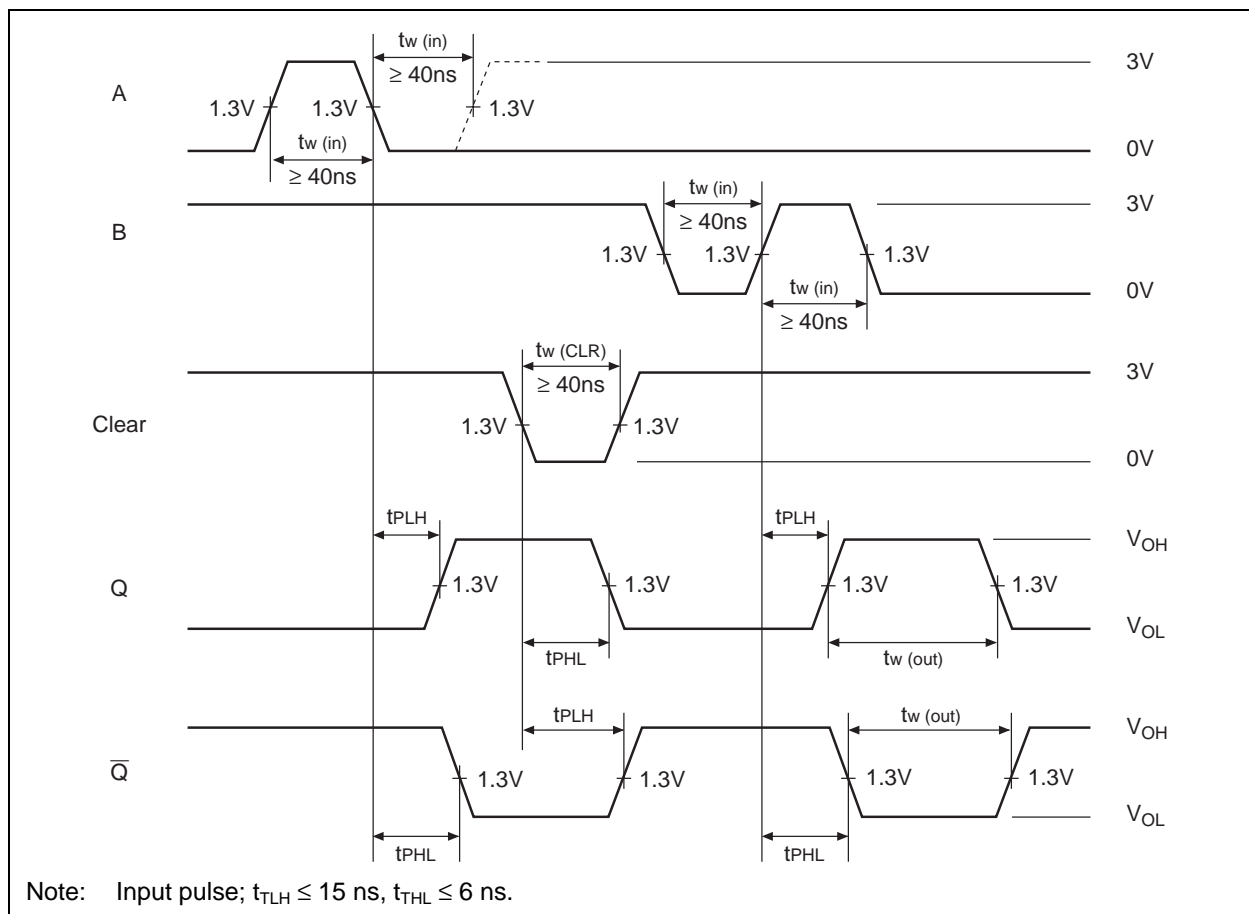 tw (in)
≥ 40ns
3V
A
1.3V
1.3V
1.3V
tw (in)
≥ 40ns
0V
tw (in)
≥ 40ns
3V
B
1.3V
1.3V
1.3V
tw (in)
≥ 40ns
0V
tw (CLR)
≥ 40ns
3V
Clear
1.3V
1.3V
0V
tPLH
tPLH
VOH
Q
1.3V
1.3V
1.3V
1.3V
tPHL
tw (out)
VOL
tPLH
tw (out)
VOH
Q̅
1.3V
1.3V
1.3V
1.3V
VOL
tPHL
tPHL
Note: Input pulse; tTLH ≤ 15 ns, tTHL ≤ 6 ns.